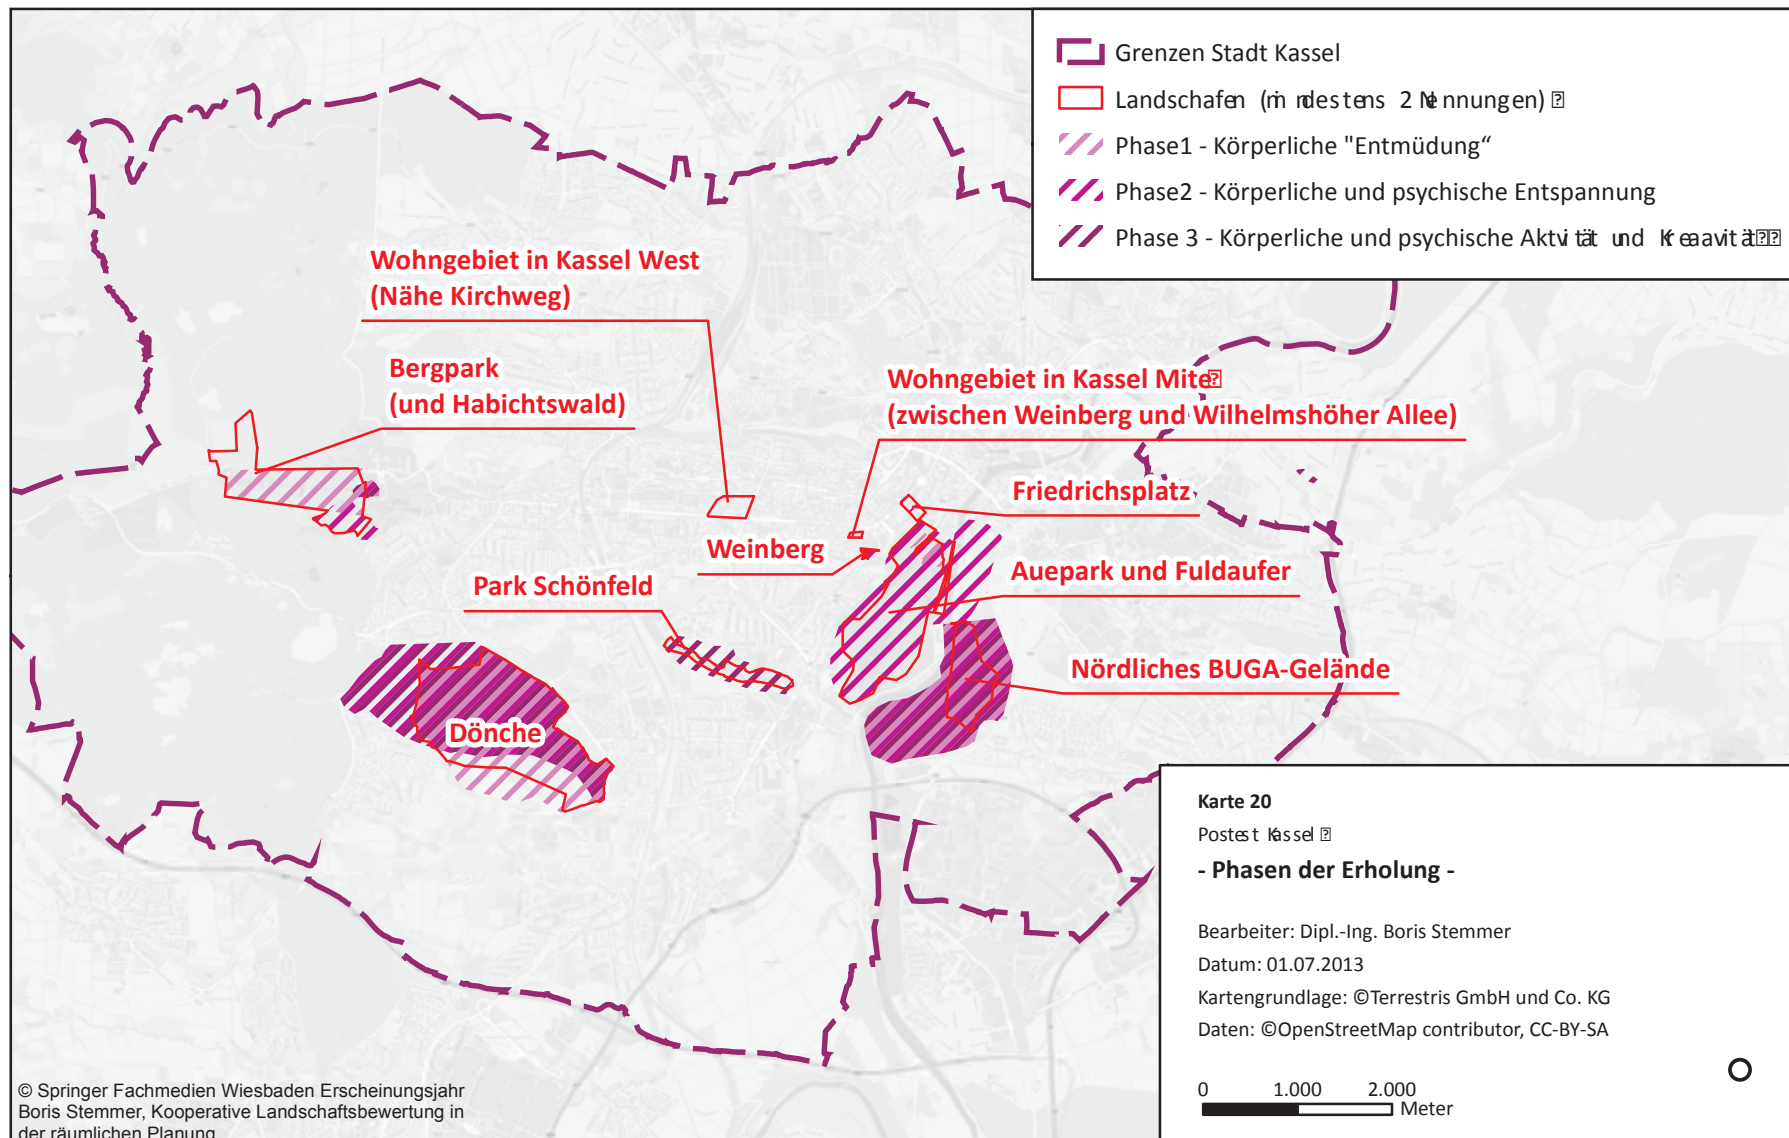 Grenzen Stadt Kassel
Landschafen (mindestens 2 Nennungen)
Phase1 - Körperliche "Entmüdung“
Phase2 - Körperliche und psychische Entspannung
Phase 3 - Körperliche und psychische Aktvität und Kreaavität
Wohngebiet in Kassel West
(Nähe Kirchweg)
Bergpark
(und Habichtswald)
Wohngebiet in Kassel Mite
(zwischen Weinberg und Wilhelmshöher Allee)
Friedrichsplatz
Weinberg
Auepark und Fuldaufer
Park Schönfeld
Nördliches BUGA-Gelände
Dönche
Karte 20
Postest Kassel
- Phasen der Erholung -
Bearbeiter: Dipl.-Ing. Boris Stemmer
Datum: 01.07.2013
Kartengrundlage: ©Terrestris GmbH und Co. KG
Daten: ©OpenStreetMap contributor, CC-BY-SA
0 1.000 2.000
Meter
© Springer Fachmedien Wiesbaden Erscheinungsjahr
Boris Stemmer, Kooperative Landschaftsbewertung in
der räumlichen Planung